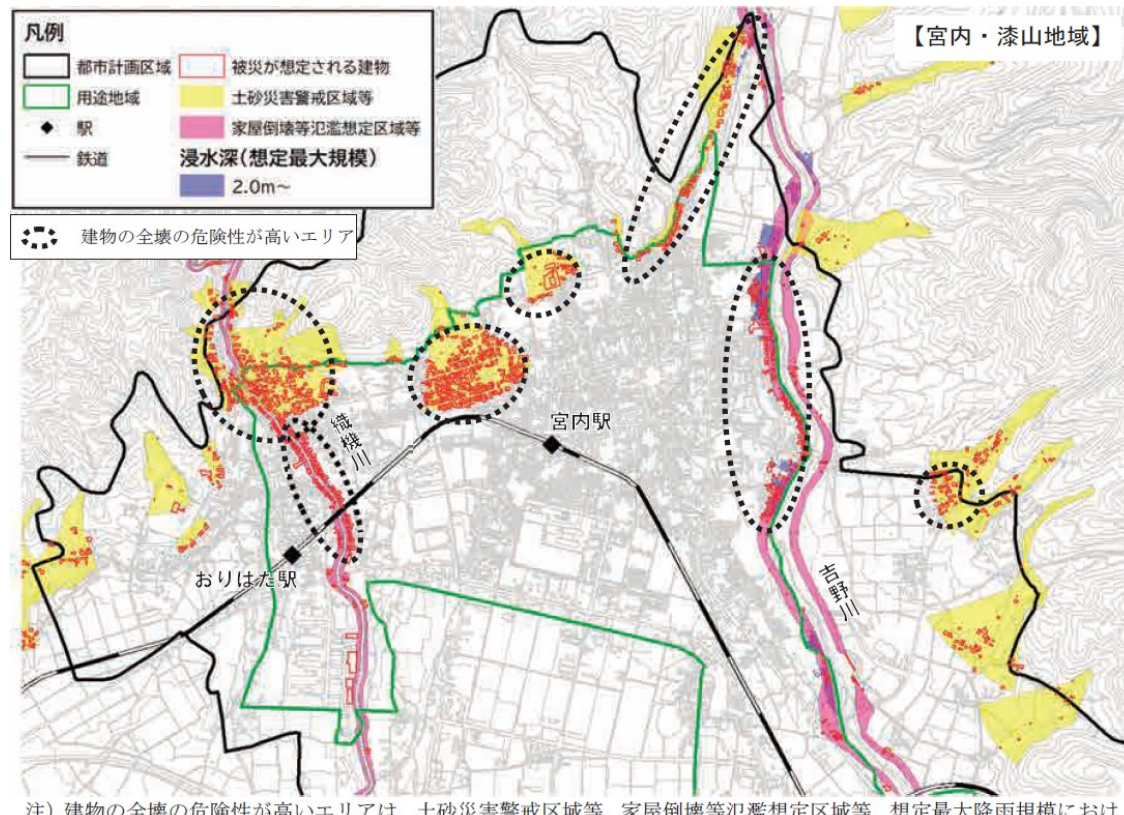 凡例
都市計画区域
被災が想定される建物
用途地域
土砂災害警戒区域等
駅
家屋倒壊等氾濫想定区域等
鉄道
浸水深(想定最大規模)
2.0m~
建物の全壊の危険性が高いエリア
【宮内・漆山地域】
宮内駅
織機川
おりはた駅
吉野川
注)建物の全壊の危険性が高いエリアは、土砂災害警戒区域等、家屋倒壊等氾濫想定区域等、想定最大降雨規模におけ